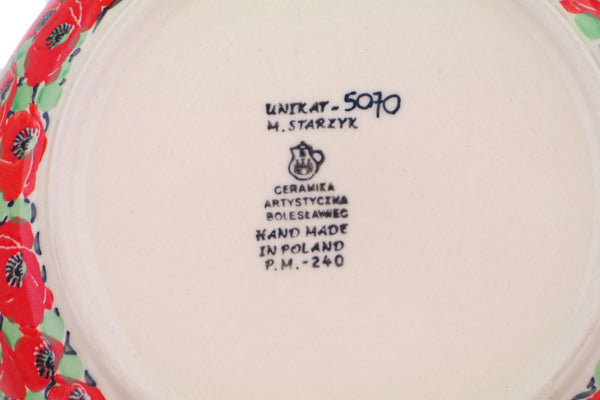 UNIKAT-5070
M. STARZYK
CERAMIKA
ARTYSTYCZNA
BOLESŁAWIEC
HAND MADE
IN POLAND
P.M.-240